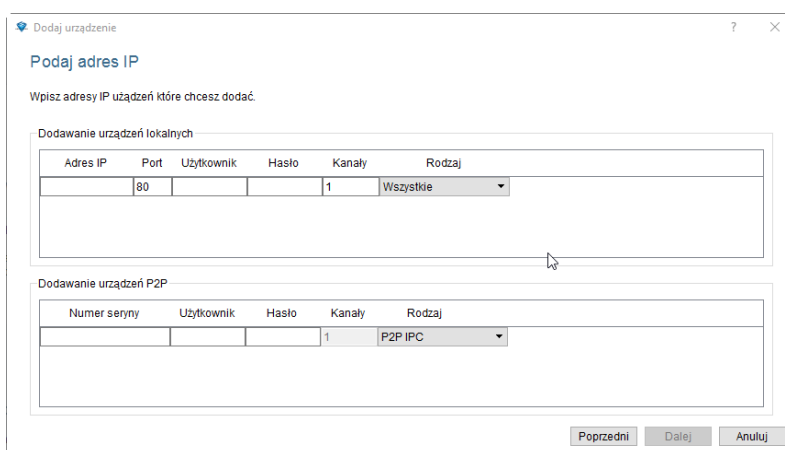 Dodaj urządzenie
?
Podaj adres IP
Wpisz adresy IP użądzeń które chcesz dodać.
Dodawanie urządzeń lokalnych
Adres IP Port Użytkownik Hasło Kanały Rodzaj
80 1 Wszystkie
Dodawanie urządzeń P2P
Numer seryny Użytkownik Hasło Kanały Rodzaj
1 P2P IPC
Poprzedni Dalej Anuluj